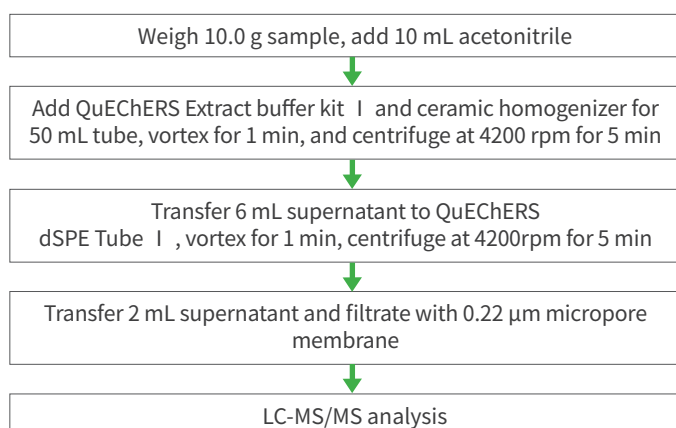 Weigh 10.0 g sample, add 10 mL acetonitrile
Add QuEChERS Extract buffer kit Ⅰ and ceramic homogenizer for
50 mL tube, vortex for 1 min, and centrifuge at 4200 rpm for 5 min
Transfer 6 mL supernatant to QuEChERS
dSPE Tube Ⅰ , vortex for 1 min, centrifuge at 4200rpm for 5 min
Transfer 2 mL supernatant and filtrate with 0.22 μm micropore
membrane
LC-MS/MS analysis